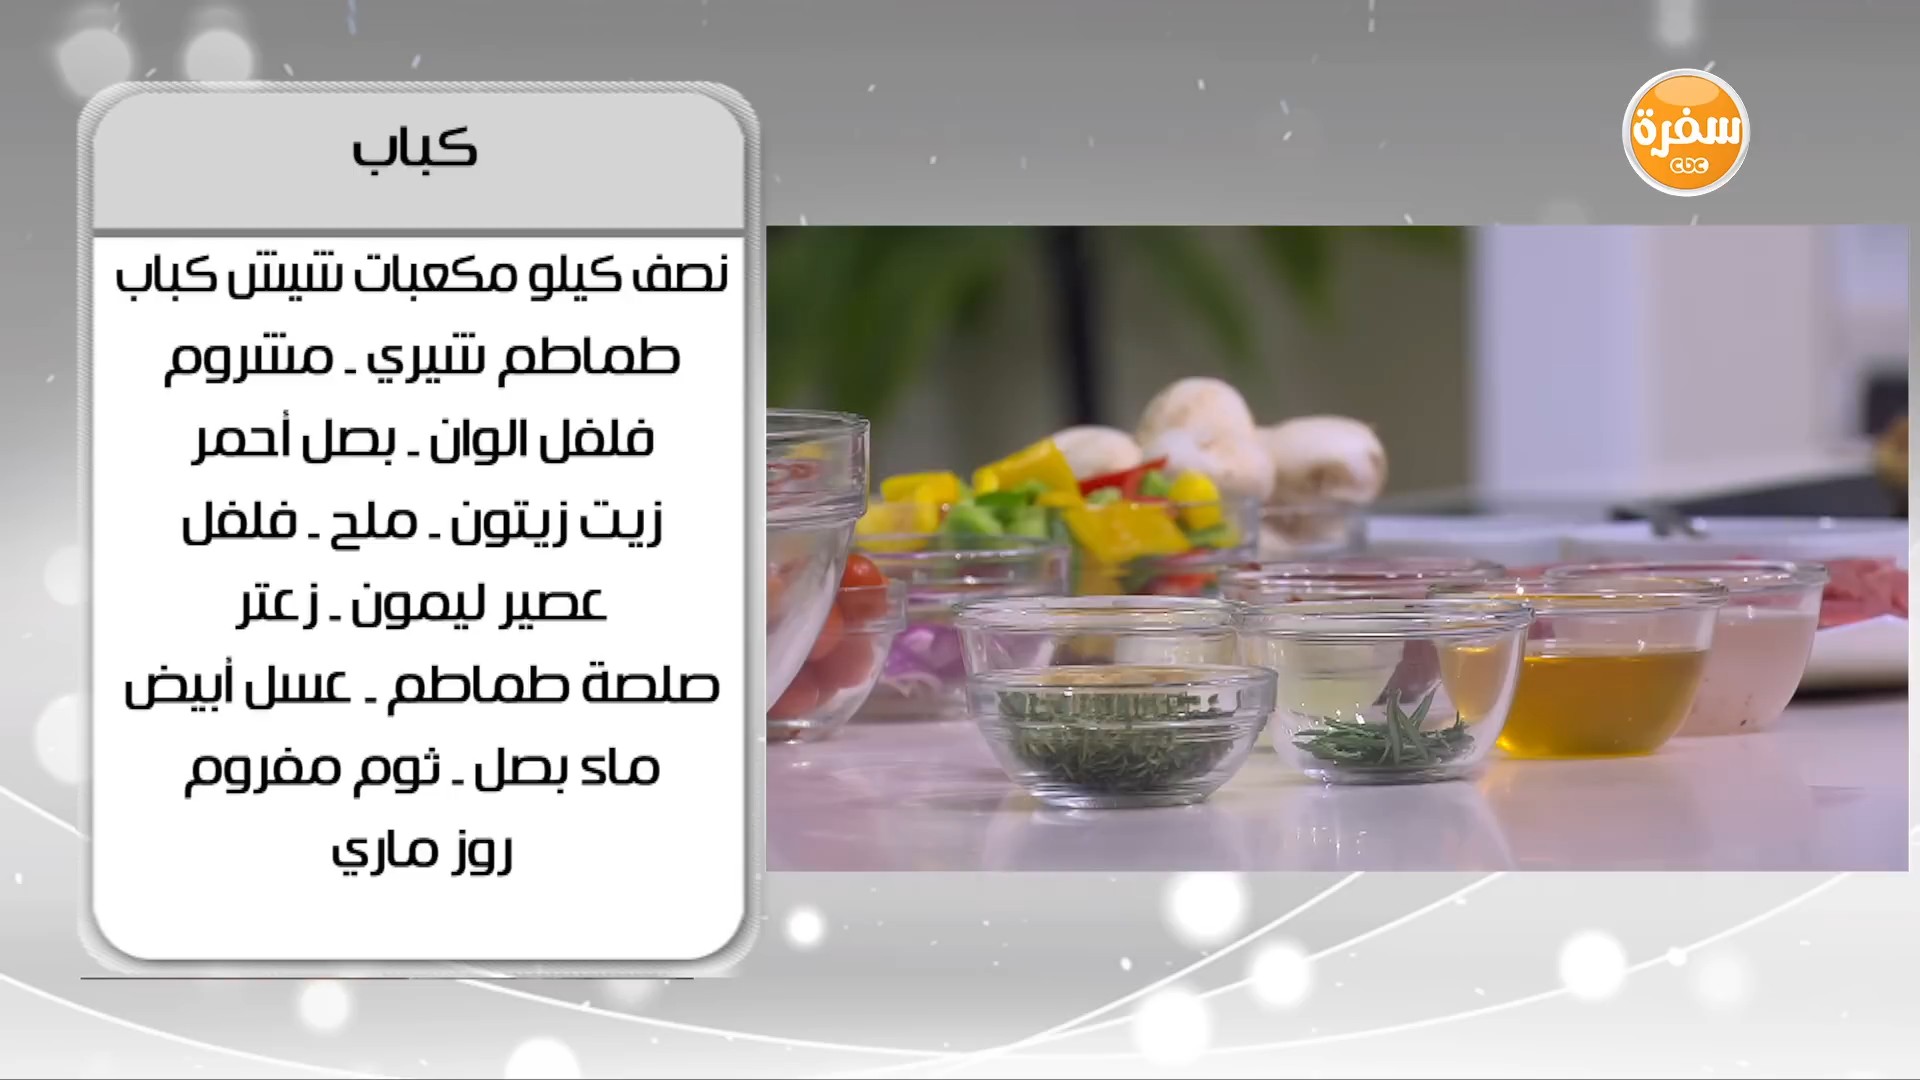 كباب
نصف كيلو مكعبات شيش كباب
طماطم شيري ـ مشروم
فلفل الوان ـ بصل أحمر
زيت زيتون ـ ملح ـ فلفل
عصير ليمون ـ زعتر
صلصة طماطم ـ عسل أبيض
ماء بصل ـ ثوم مفروم
روز ماري
سفرة
cbc